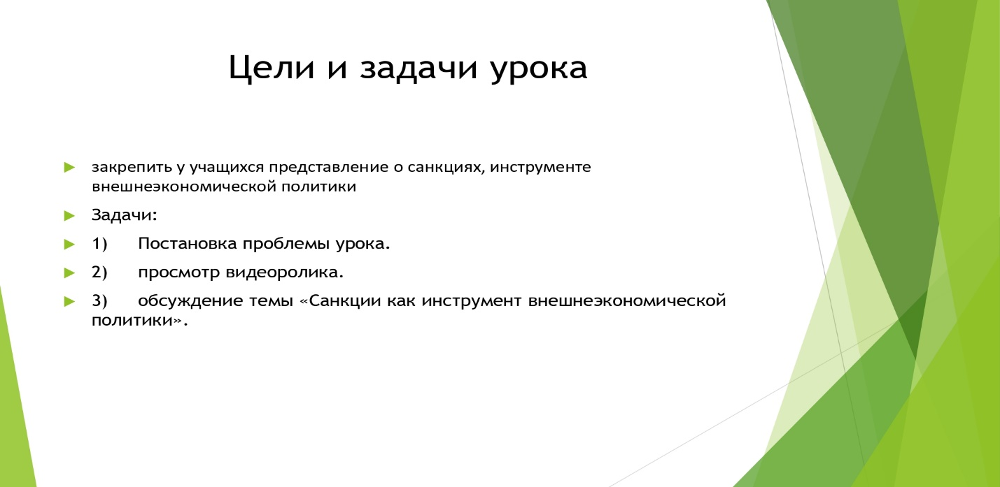 Цели и задачи урока
закрепить у учащихся представление о санкциях, инструменте
внешнеэкономической политики
Задачи:
1) Постановка проблемы урока.
2) просмотр видеоролика.
3) обсуждение темы «Санкции как инструмент внешнеэкономической
политики».